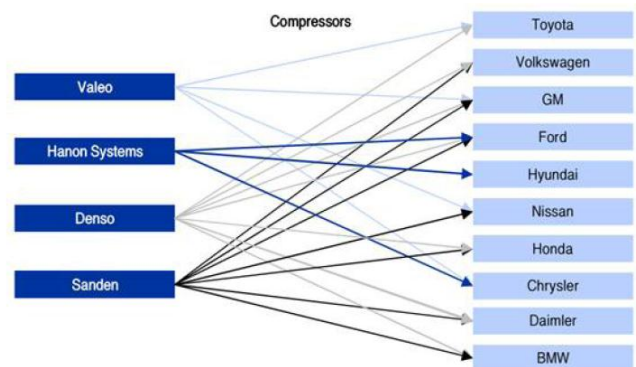 Compressors
Valeo
Hanon Systems
Denso
Sanden
Toyota
Volkswagen
GM
Ford
Hyundai
Nissan
Honda
Chrysler
Daimler
BMW